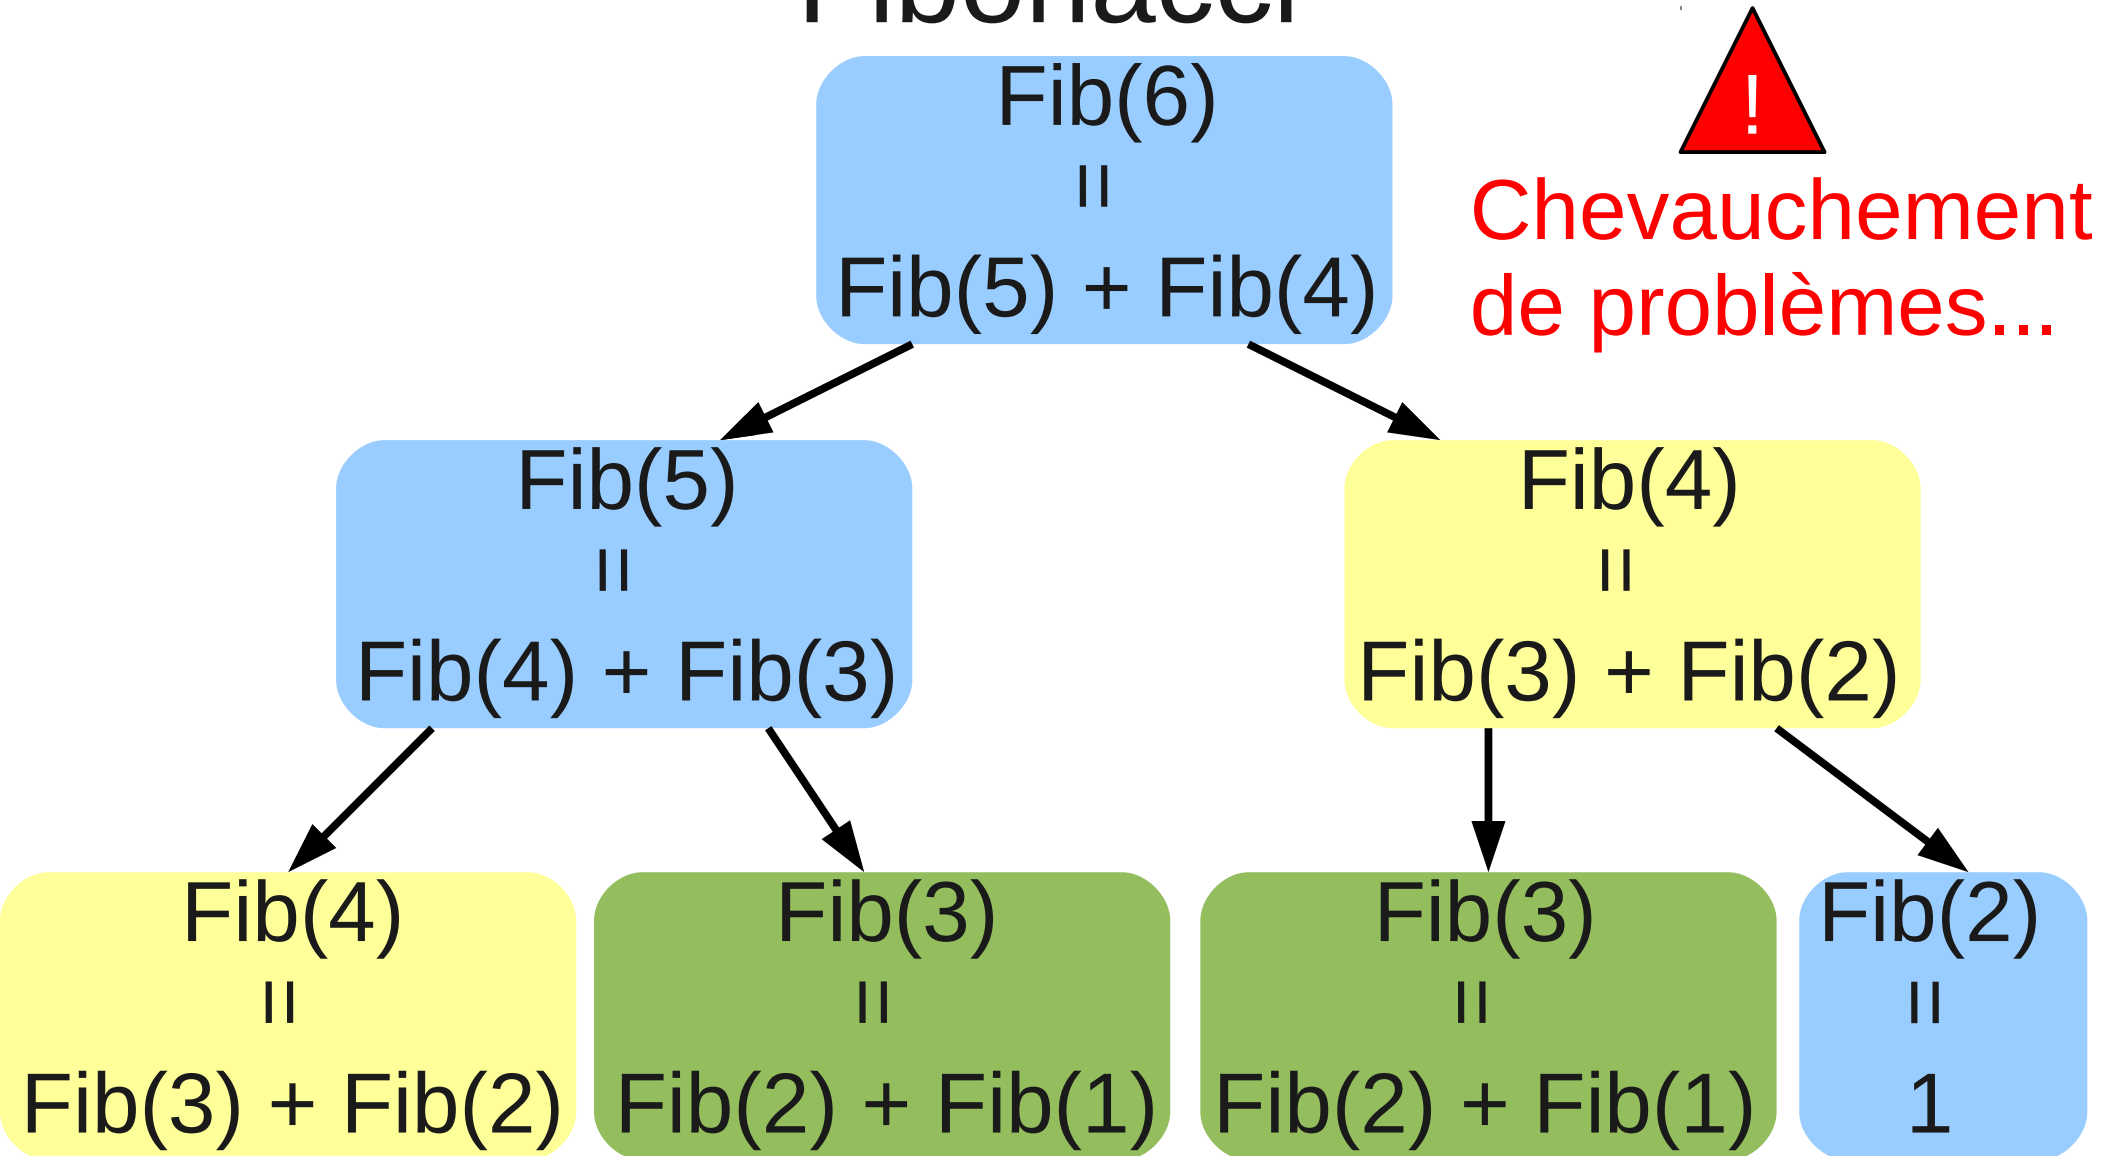 Fibonacci
Fib(6)
=
Fib(5) + Fib(4)
!
Chevauchement
de problèmes...
Fib(5)
=
Fib(4) + Fib(3)
Fib(4)
=
Fib(3) + Fib(2)
Fib(4)
=
Fib(3) + Fib(2)
Fib(3)
=
Fib(2) + Fib(1)
Fib(3)
=
Fib(2) + Fib(1)
Fib(2)
=
1